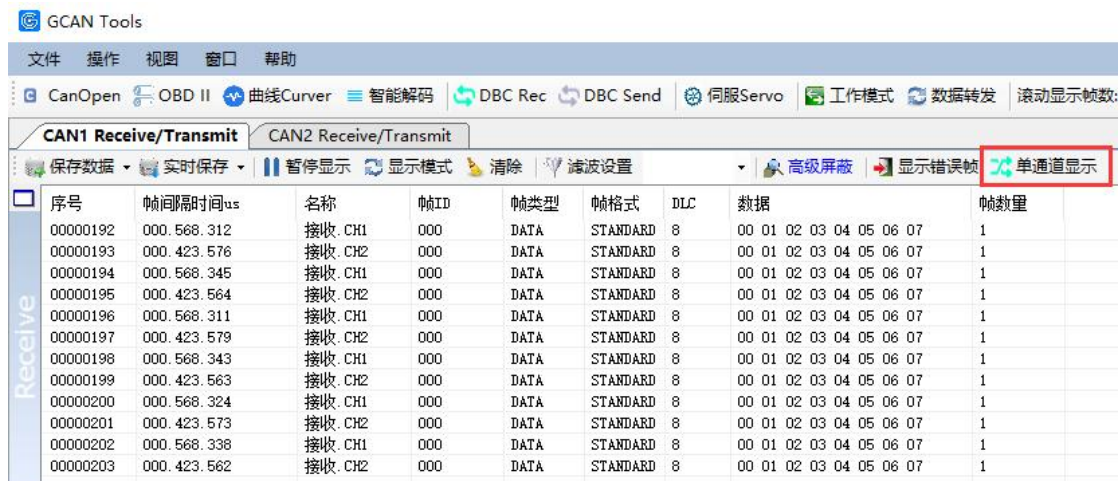 GCAN Tools
文件 操作 视图 窗口 帮助
CanOpen OBD II 曲线Curver 智能解码 DBC Rec DBC Send 伺服Servo 工作模式 数据转发 滚动显示帧数:
CAN1 Receive/Transmit CAN2 Receive/Transmit
保存数据 实时保存 暂停显示 显示模式 清除 滤波设置 高级屏蔽 显示错误帧 单通道显示
序号 帧间隔时间us 名称 帧ID 帧类型 帧格式 DLC 数据 帧数量
00000192 000.568.312 接收.CH1 000 DATA STANDARD 8 00 01 02 03 04 05 06 07 1
00000193 000.423.576 接收.CH2 000 DATA STANDARD 8 00 01 02 03 04 05 06 07 1
00000194 000.568.345 接收.CH1 000 DATA STANDARD 8 00 01 02 03 04 05 06 07 1
00000195 000.423.564 接收.CH2 000 DATA STANDARD 8 00 01 02 03 04 05 06 07 1
00000196 000.568.311 接收.CH1 000 DATA STANDARD 8 00 01 02 03 04 05 06 07 1
00000197 000.423.579 接收.CH2 000 DATA STANDARD 8 00 01 02 03 04 05 06 07 1
00000198 000.568.343 接收.CH1 000 DATA STANDARD 8 00 01 02 03 04 05 06 07 1
00000199 000.423.563 接收.CH2 000 DATA STANDARD 8 00 01 02 03 04 05 06 07 1
00000200 000.568.324 接收.CH1 000 DATA STANDARD 8 00 01 02 03 04 05 06 07 1
00000201 000.423.573 接收.CH2 000 DATA STANDARD 8 00 01 02 03 04 05 06 07 1
00000202 000.568.338 接收.CH1 000 DATA STANDARD 8 00 01 02 03 04 05 06 07 1
00000203 000.423.562 接收.CH2 000 DATA STANDARD 8 00 01 02 03 04 05 06 07 1
Receive